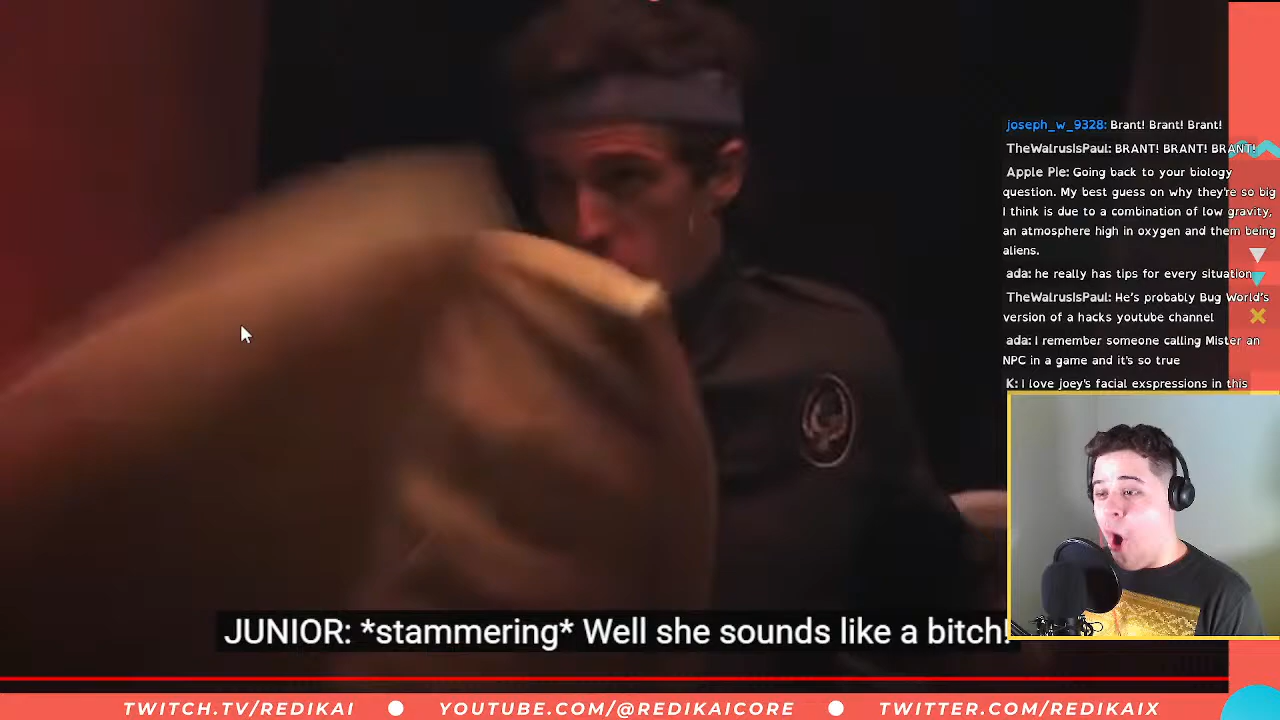 joseph_w_9328: Brant! Brant! Brant!
TheWalrusIsPaul: BRANT! BRANT! BRANT!
Apple Pie: Going back to your biology
question. My best guess on why they're so big
I think is due to a combination of low gravity,
an atmosphere high in oxygen and them being
aliens.
ada: he really has tips for every situation
TheWalrusIsPaul: He's probably Bug World's
version of a hacks youtube channel
ada: I remember someone calling Mister an
NPC in a game and it's so true
K: I love joey's facial exspressions in this
JUNIOR: *stammering* Well she sounds like a bitch!
TWITCH.TV/REDIKAI YOUTUBE.COM/@REDIKAICORE TWITTER.COM/REDIKAIX